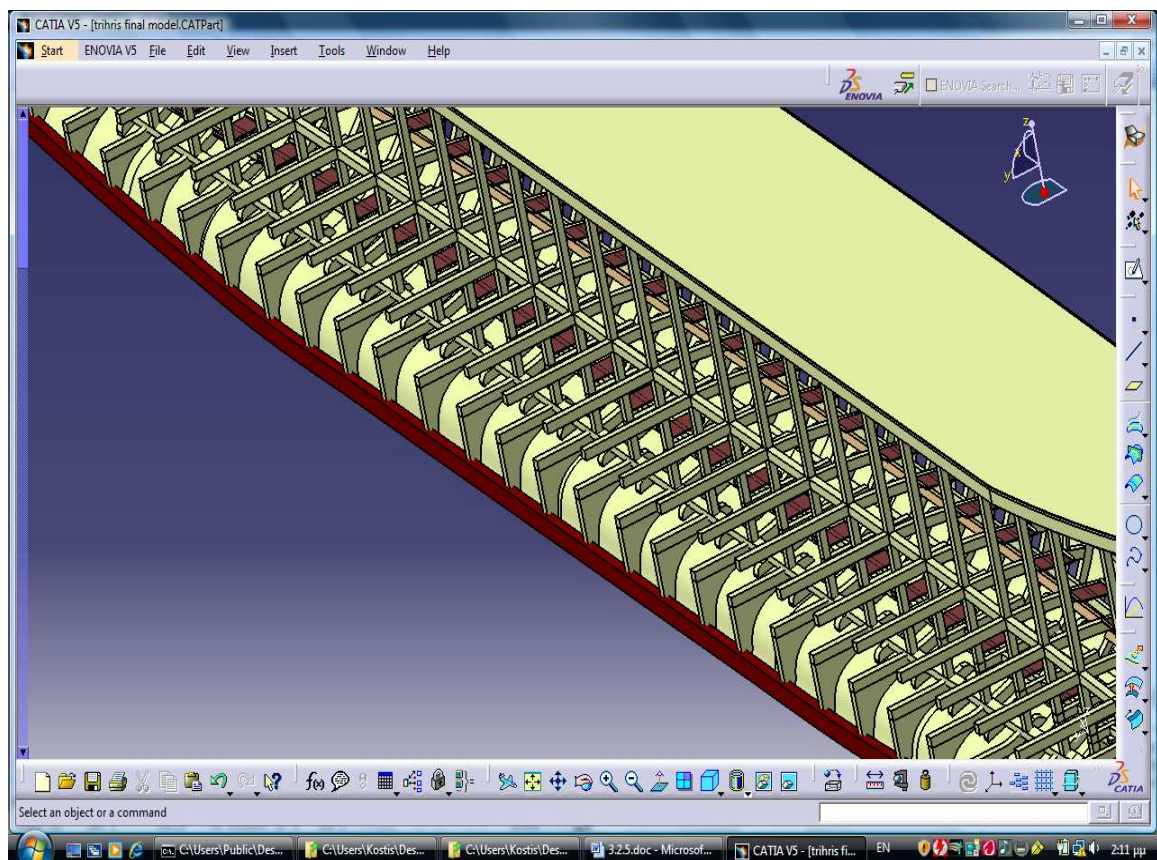 CATIA V5 - [trihris final model.CATPart]
Start ENOVIA V5 File Edit View Insert Tools Window Help
ENOVIA ENOVIA Search...
z
x
y
f(x)
CATIA
Select an object or a command
C:\Users\Public\Des... C:\Users\Kostis\Des... C:\Users\Kostis\Des... 3.2.5.doc - Microsof... CATIA V5 - [trihris fi... EN 2:11 μμ